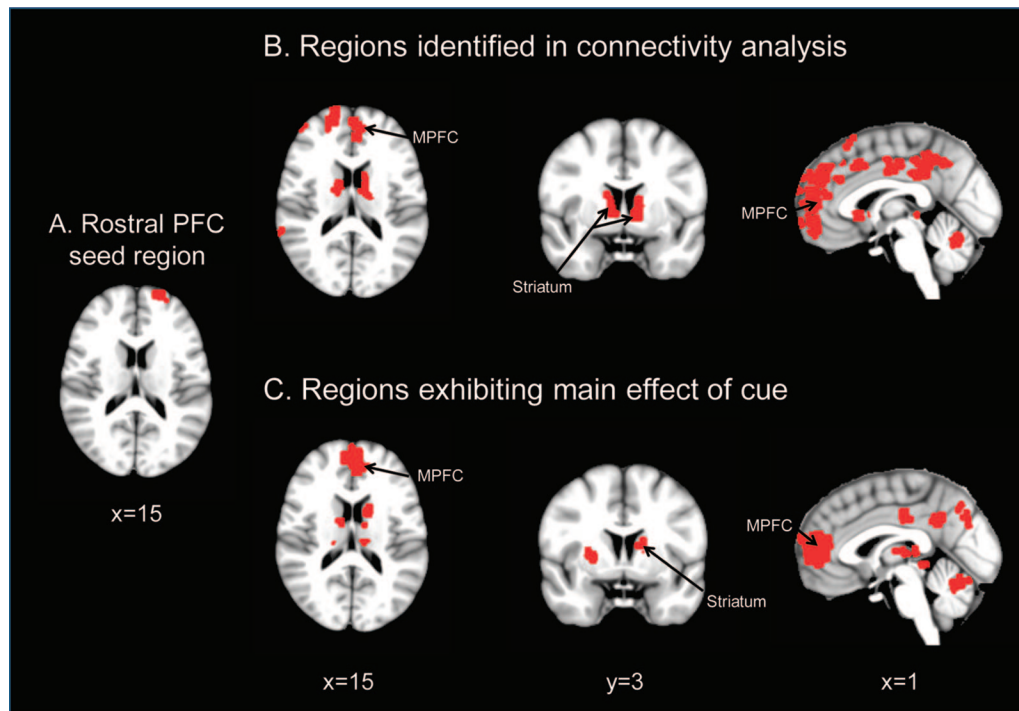 B. Regions identified in connectivity analysis
MPFC
MPFC
Striatum
A. Rostral PFC
seed region
x=15
C. Regions exhibiting main effect of cue
MPFC
MPFC
Striatum
x=15
y=3
x=1